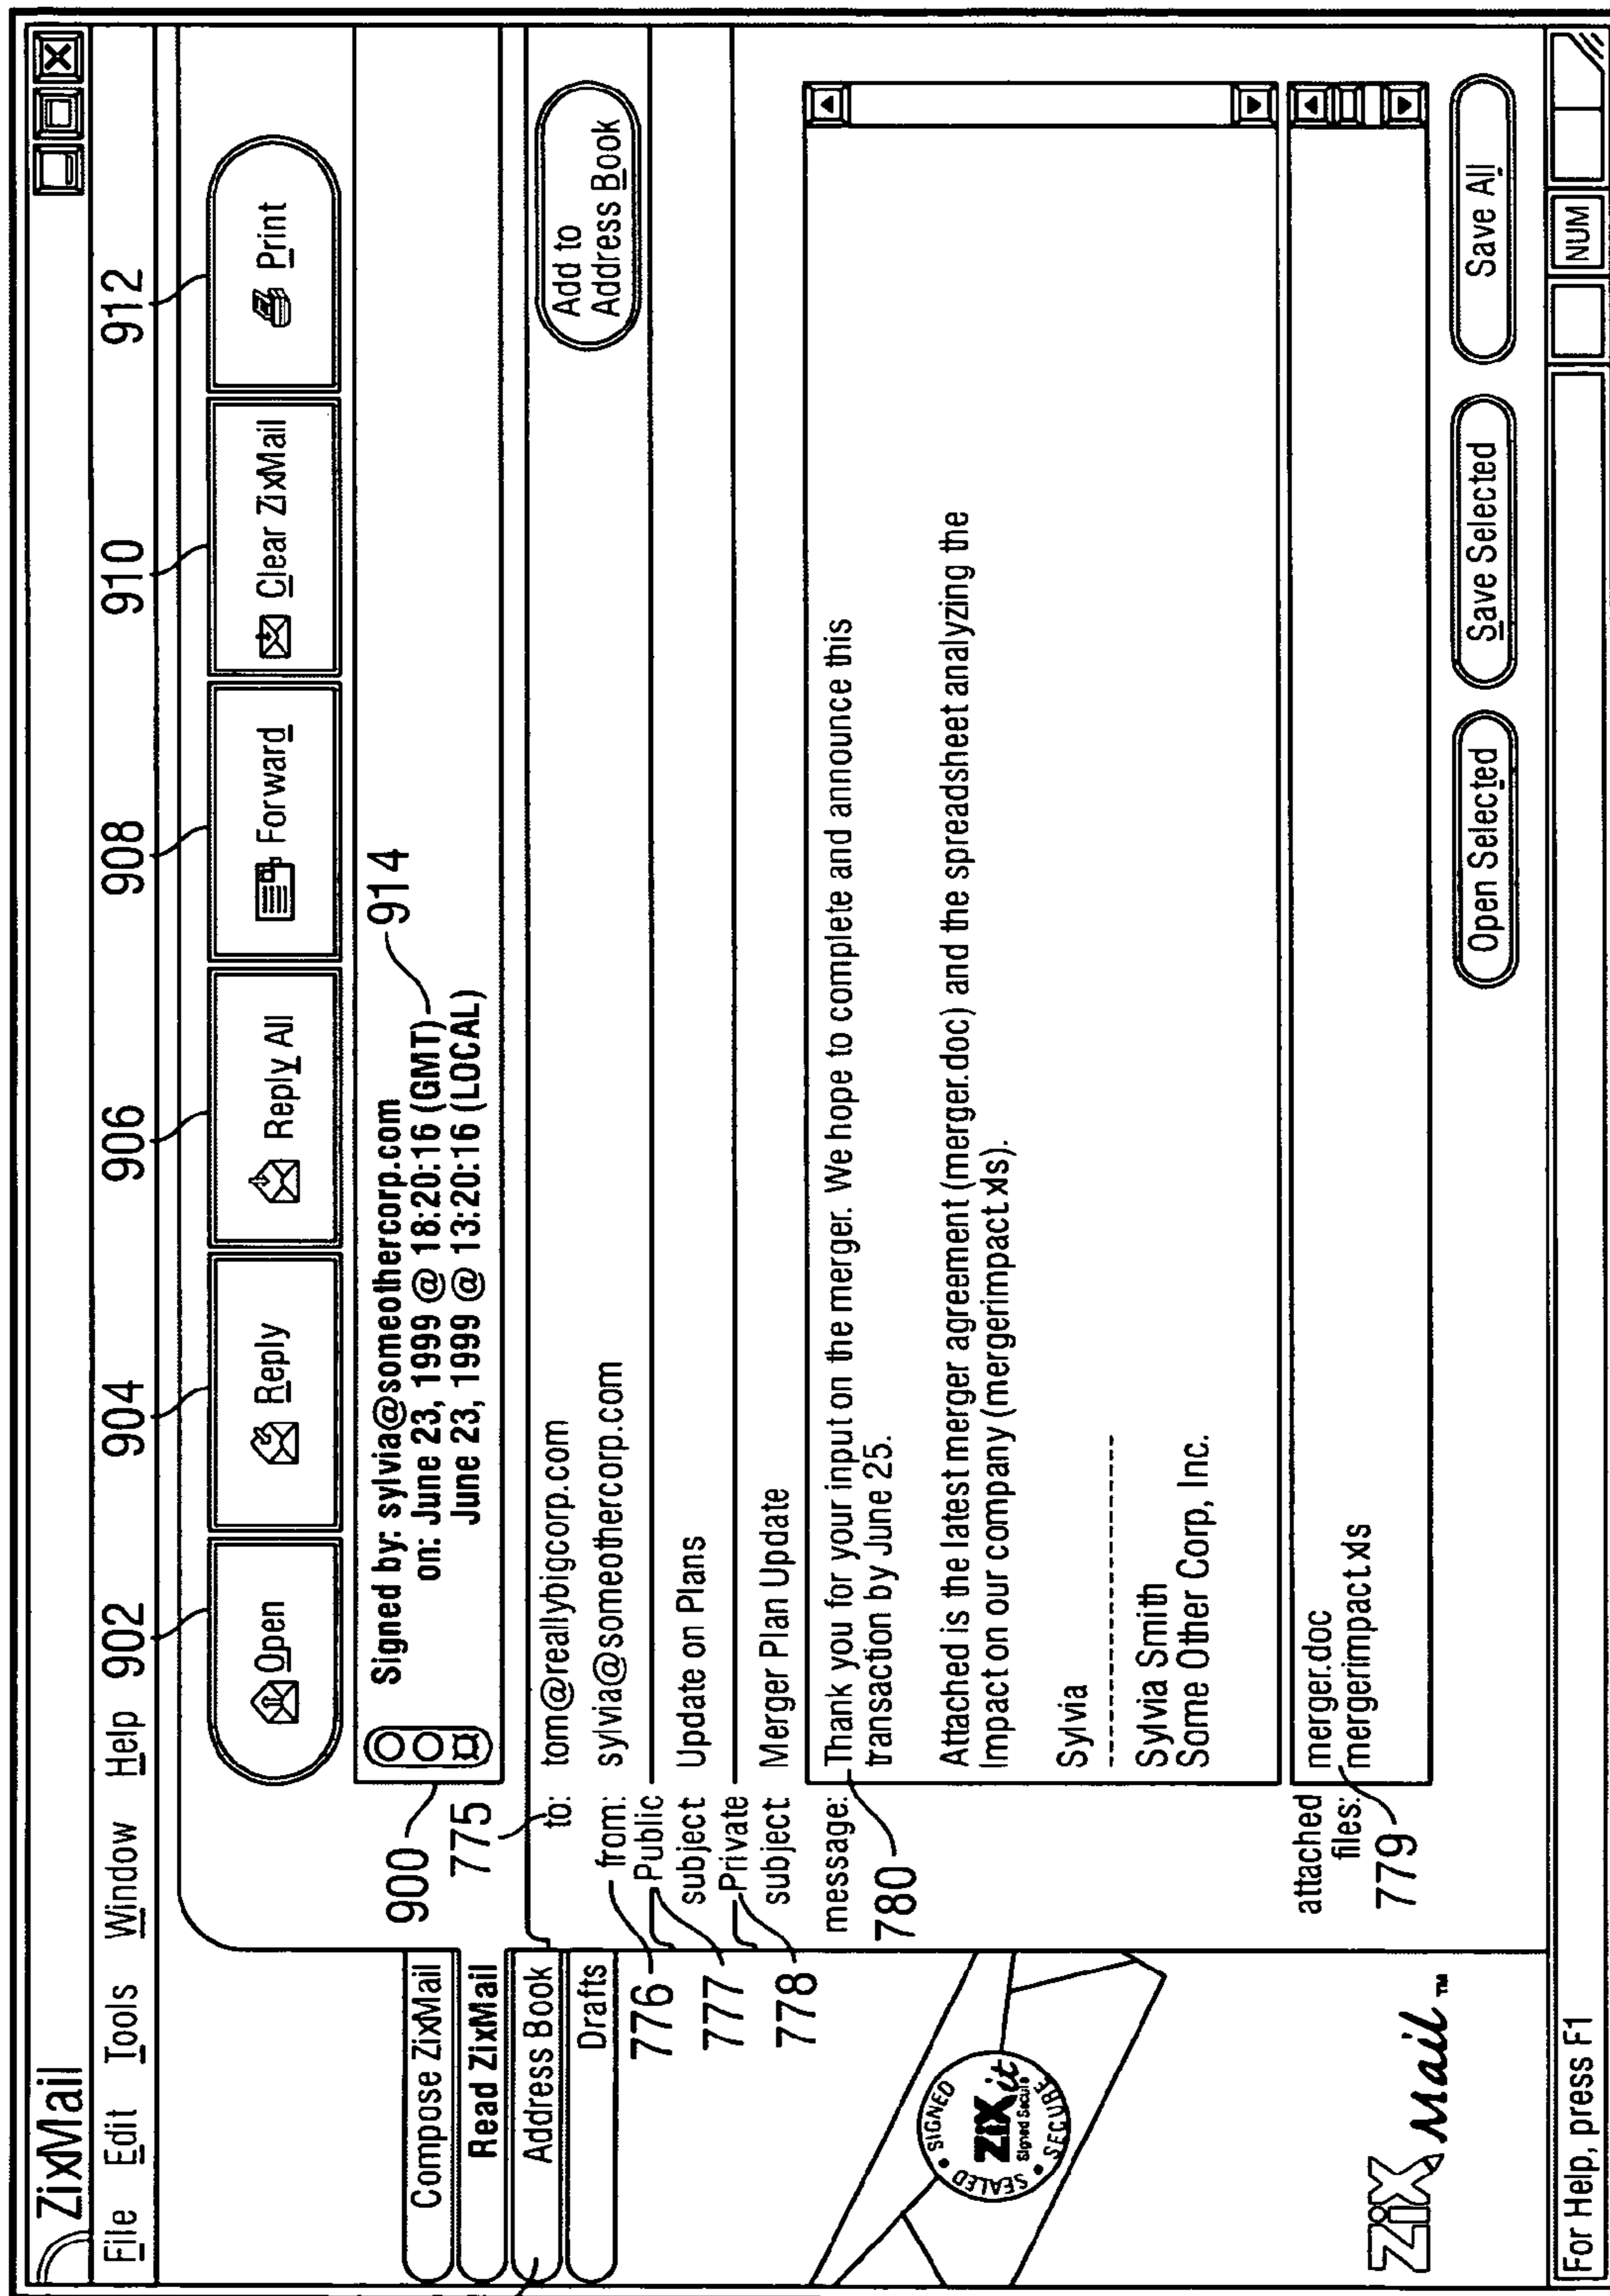 ZixMail
File Edit Tools Window Help
902 904 906 908 910 912
Open Reply Reply All Forward Clear ZixMail Print
Compose ZixMail
Read ZixMail
Address Book
Drafts
900
Signed by: sylvia@someothercorp.com
on: June 23, 1999 @ 18:20:16 (GMT)
June 23, 1999 @ 13:20:16 (LOCAL)
914
775
to: tom@reallybigcorp.com
Add to
Address Book
776
from: sylvia@someothercorp.com
777
Public
subject Update on Plans
778
Private
subject Merger Plan Update
message:
780
Thank you for your input on the merger. We hope to complete and announce this
transaction by June 25.
Attached is the latest merger agreement (merger.doc) and the spreadsheet analyzing the
Impact on our company (mergerimpact.xls).
Sylvia
-----------------------
Sylvia Smith
Some Other Corp, Inc.
attached
files:
779
merger.doc
mergerimpact.xls
Open Selected Save Selected Save All
SIGNED • SEALED • SECURE
ZIXit
Signed Secure
ZIXMail™
For Help, press F1
NUM